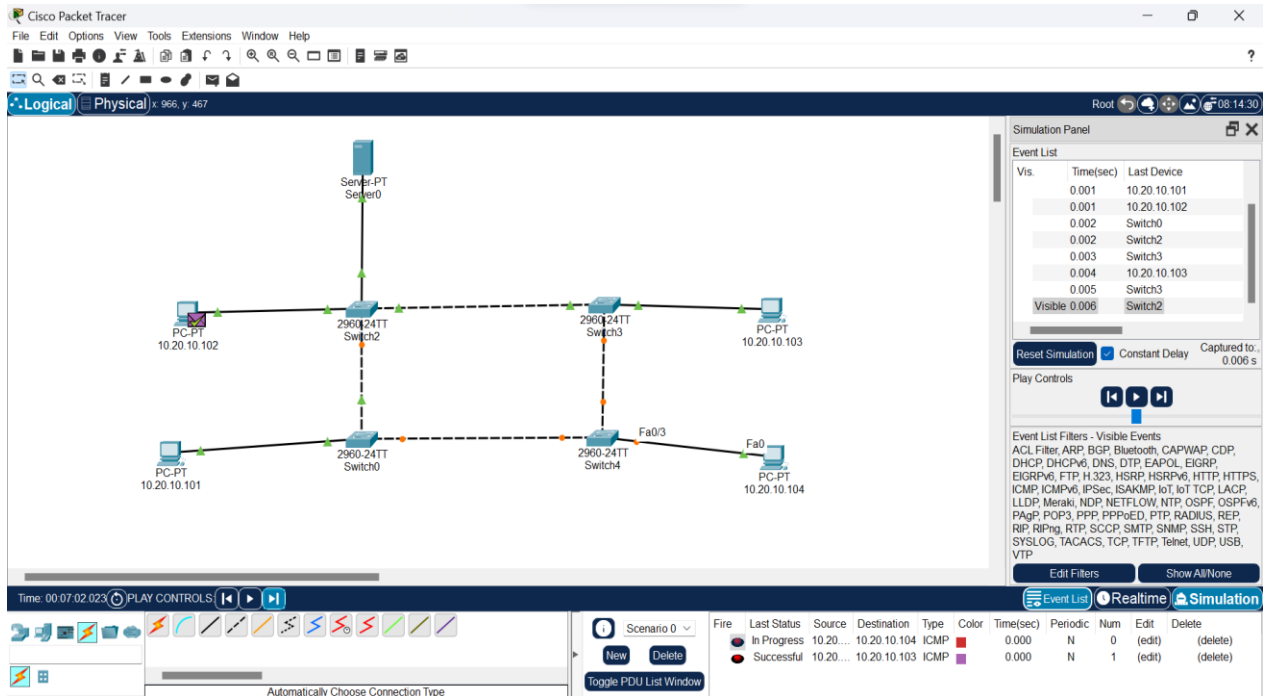 Cisco Packet Tracer
File Edit Options View Tools Extensions Window Help
?
Logical Physical x: 966, y: 467
Root 08:14:30
Server-PT
Server0
PC-PT
10.20.10.102
2960-24TT
Switch2
2960-24TT
Switch3
PC-PT
10.20.10.103
PC-PT
10.20.10.101
2960-24TT
Switch0
Fa0/3
2960-24TT
Switch4
Fa0
PC-PT
10.20.10.104
Simulation Panel
Event List
Vis. Time(sec) Last Device
0.001 10.20.10.101
0.001 10.20.10.102
0.002 Switch0
0.002 Switch2
0.003 Switch3
0.004 10.20.10.103
0.005 Switch3
Visible 0.006 Switch2
Reset Simulation Constant Delay Captured to:
0.006 s
Play Controls
Event List Filters - Visible Events
ACL Filter, ARP, BGP, Bluetooth, CAPWAP, CDP,
DHCP, DHCPv6, DNS, DTP, EAPOL, EIGRP,
EIGRPv6, FTP, H.323, HSRP, HSRPv6, HTTP, HTTPS,
ICMP, ICMPv6, IPSec, ISAKMP, IoT, IoT TCP, LACP,
LLDP, Meraki, NDP, NETFLOW, NTP, OSPF, OSPFv6,
PAgP, POP3, PPP, PPPoED, PTP, RADIUS, REP,
RIP, RIPng, RTP, SCCP, SMTP, SNMP, SSH, STP,
SYSLOG, TACACS, TCP, TFTP, Telnet, UDP, USB,
VTP
Edit Filters Show All/None
Time: 00:07:02.023 PLAY CONTROLS:
Event List Realtime Simulation
Automatically Choose Connection Type
Scenario 0
New Delete
Toggle PDU List Window
Fire Last Status Source Destination Type Color Time(sec) Periodic Num Edit Delete
In Progress 10.20.... 10.20.10.104 ICMP 0.000 N 0 (edit) (delete)
Successful 10.20.... 10.20.10.103 ICMP 0.000 N 1 (edit) (delete)